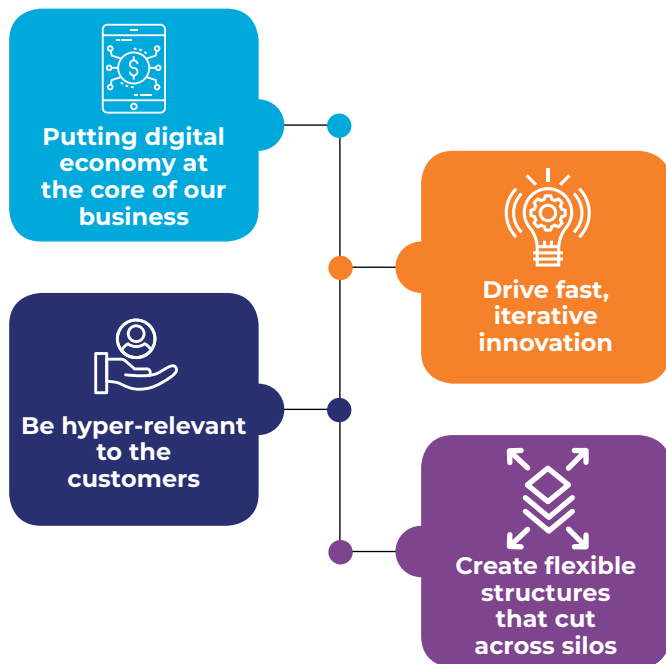 Putting digital
economy at
the core of our
business
Drive fast,
iterative
innovation
Be hyper-relevant
to the
customers
Create flexible
structures
that cut
across silos